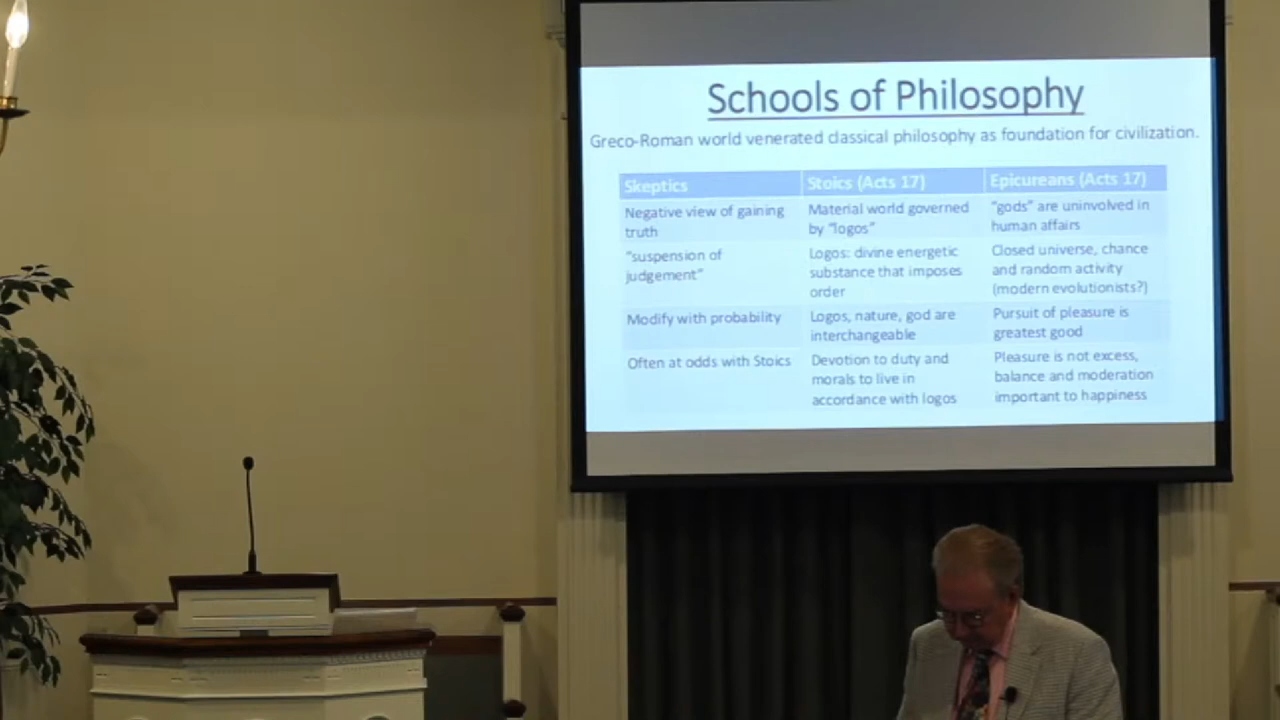 Schools of Philosophy
Greco-Roman world venerated classical philosophy as foundation for civilization.
Skeptics
Stoics (Acts 17)
Epicureans (Acts 17)
Negative view of gaining
truth
Material world governed
by "logos"
"gods" are uninvolved in
human affairs
"suspension of
judgement"
Logos: divine energetic
substance that imposes
order
Closed universe, chance
and random activity
(modern evolutionists?)
Modify with probability
Logos, nature, god are
interchangeable
Pursuit of pleasure is
greatest good
Often at odds with Stoics
Devotion to duty and
morals to live in
accordance with logos
Pleasure is not excess,
balance and moderation
important to happiness